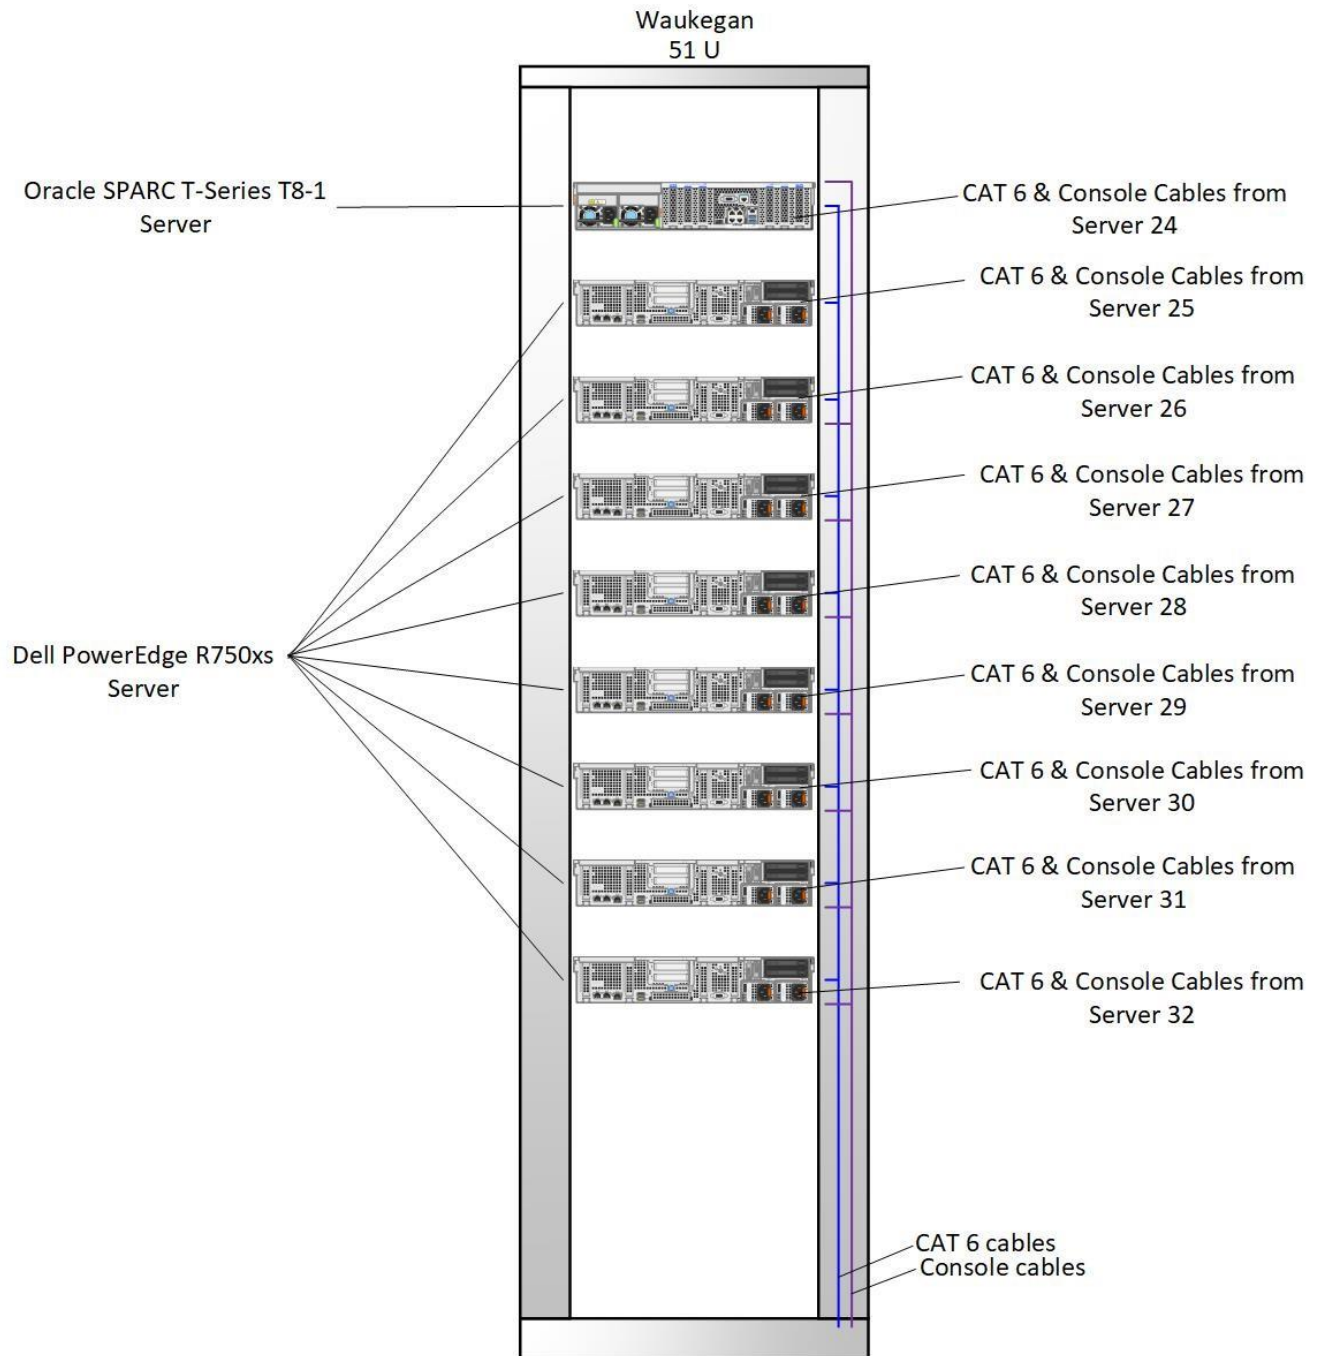 Waukegan
51 U
Oracle SPARC T-Series T8-1
Server
CAT 6 & Console Cables from
Server 24
CAT 6 & Console Cables from
Server 25
CAT 6 & Console Cables from
Server 26
CAT 6 & Console Cables from
Server 27
CAT 6 & Console Cables from
Server 28
Dell PowerEdge R750xs
Server
CAT 6 & Console Cables from
Server 29
CAT 6 & Console Cables from
Server 30
CAT 6 & Console Cables from
Server 31
CAT 6 & Console Cables from
Server 32
CAT 6 cables
Console cables